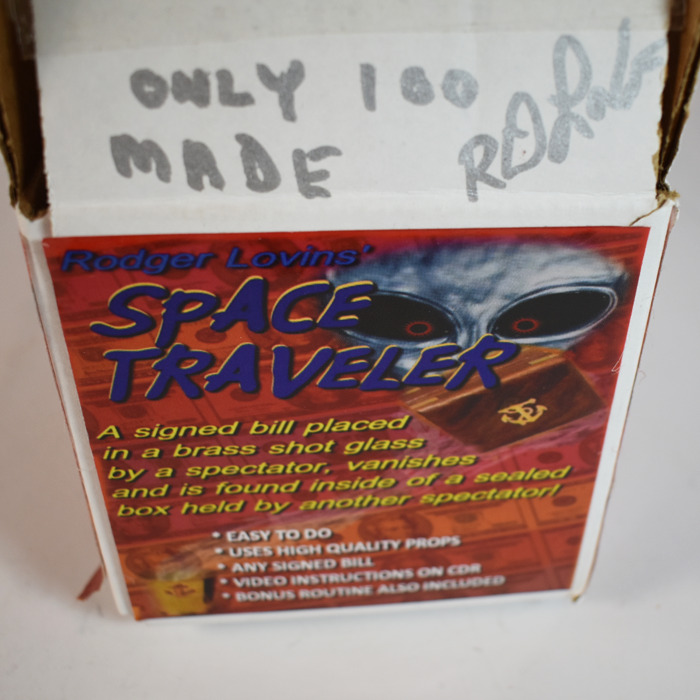 ONLY 100
MADE
Rodger Lovins'
SPACE
TRAVELER
A signed bill placed
in a brass shot glass
by a spectator, vanishes
and is found inside of a sealed
box held by another spectator!
• EASY TO DO
• USES HIGH QUALITY PROPS
• ANY SIGNED BILL
• VIDEO INSTRUCTIONS ON CDR
• BONUS ROUTINE ALSO INCLUDED